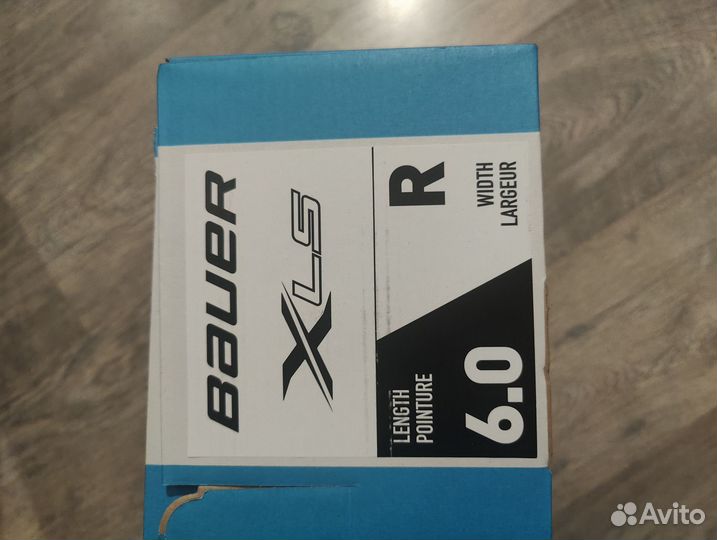 BAUER
XLS
LENGTH
POINTURE
6.0
R
WIDTH
LARGEUR
Avito